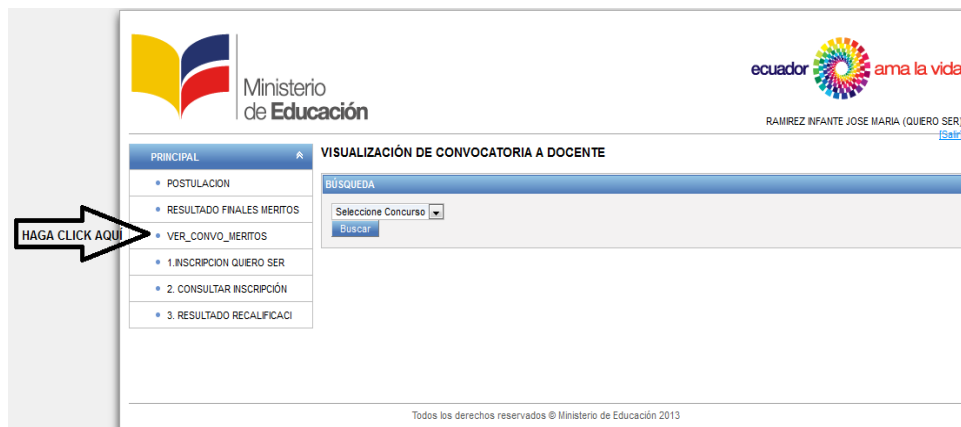 Ministerio
de Educación
ecuador ama la vida
RAMIREZ INFANTE JOSE MARIA (QUIERO SER)
[Salir
PRINCIPAL
POSTULACION
RESULTADO FINALES MERITOS
VER_CONVO_MERITOS
1.INSCRIPCION QUIERO SER
2. CONSULTAR INSCRIPCIÓN
3. RESULTADO RECALIFICACI
HAGA CLICK AQUÍ
VISUALIZACIÓN DE CONVOCATORIA A DOCENTE
BÚSQUEDA
Seleccione Concurso
Buscar
Todos los derechos reservados © Ministerio de Educación 2013